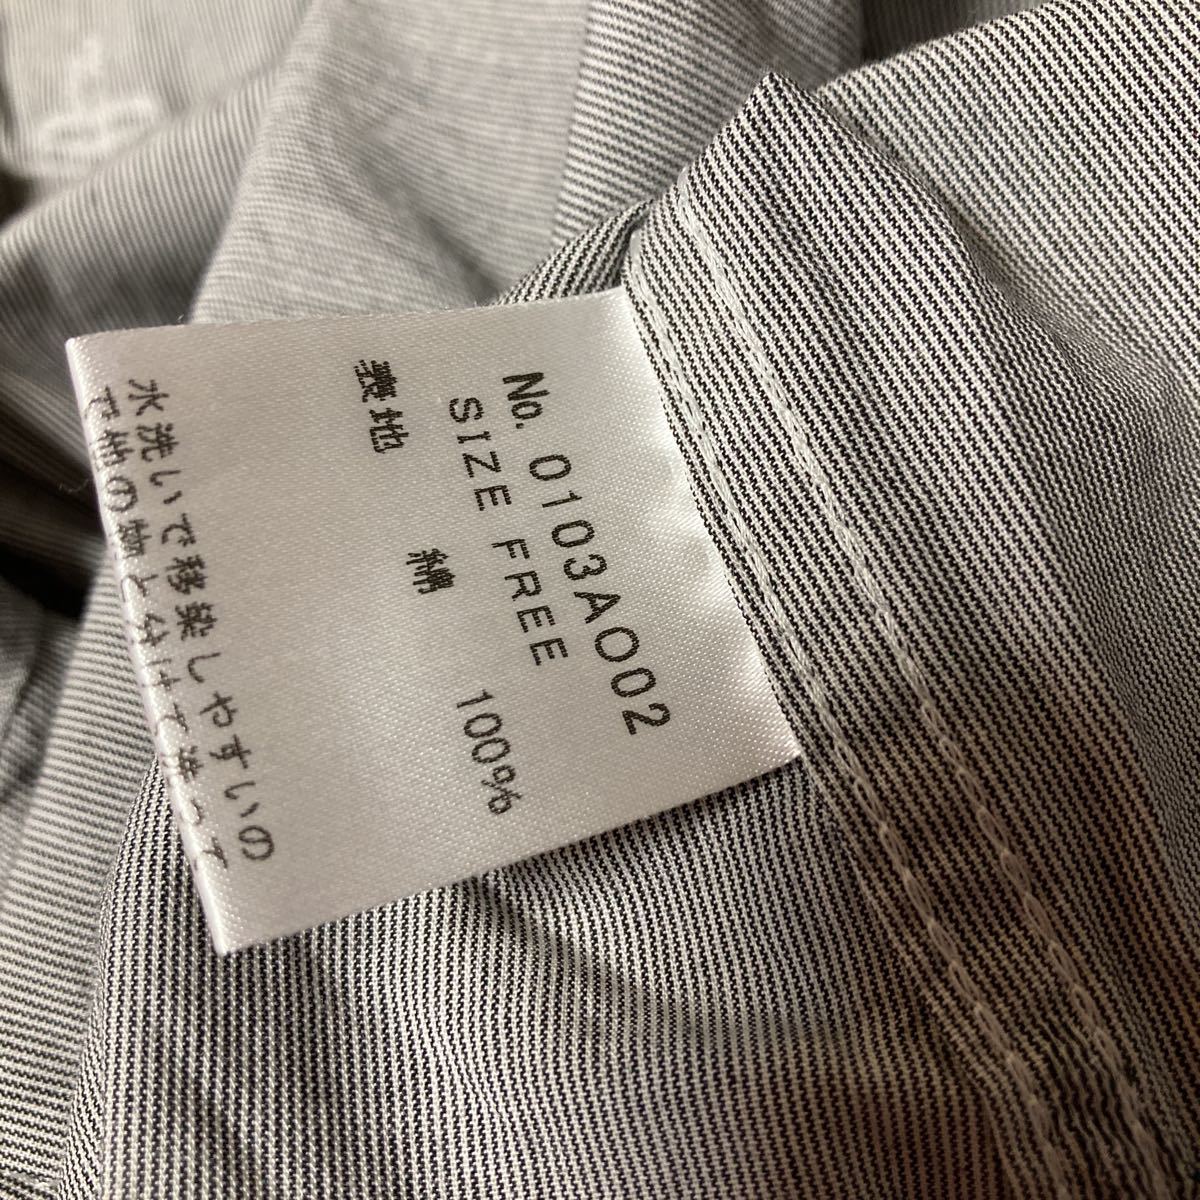 No. 0103AO02
SIZE FREE
表地 綿 100%
水洗いで移染しやすいの
で他の物と分けて洗って